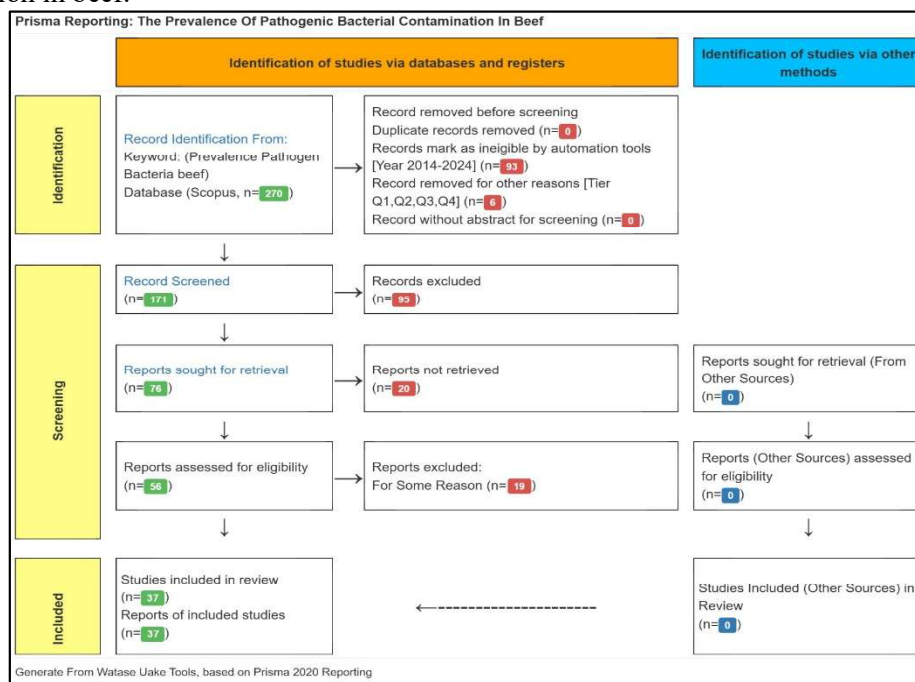 ion in beef.
Prisma Reporting: The Prevalence Of Pathogenic Bacterial Contamination In Beef
Identification of studies via databases and registers
Identification of studies via other
methods
Identification
Record Identification From:
Keyword: (Prevalence Pathogen
Bacteria beef)
Database (Scopus, n=270)
Record removed before screening
Duplicate records removed (n=0)
Records mark as ineligible by automation tools
[Year 2014-2024] (n=93)
Record removed for other reasons [Tier
Q1,Q2,Q3,Q4] (n=6)
Record without abstract for screening (n=0)
Screening
Record Screened
(n=171)
Records excluded
(n=95)
Reports sought for retrieval
(n=76)
Reports not retrieved
(n=20)
Reports sought for retrieval (From
Other Sources)
(n=0)
Reports assessed for eligibility
(n=56)
Reports excluded:
For Some Reason (n=19)
Reports (Other Sources) assessed
for eligibility
(n=0)
Included
Studies included in review
(n=37)
Reports of included studies
(n=37)
Studies Included (Other Sources) in
Review
(n=0)
Generate From Watase Uake Tools, based on Prisma 2020 Reporting